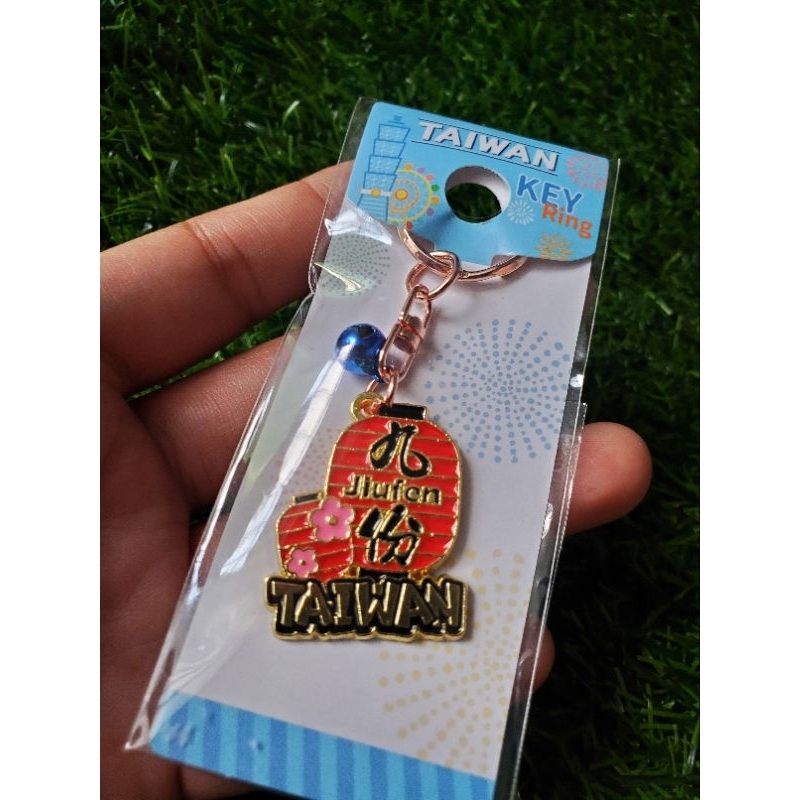 TAIWAN
KEY
Ring
九
Jiufen
份
TAIWAN